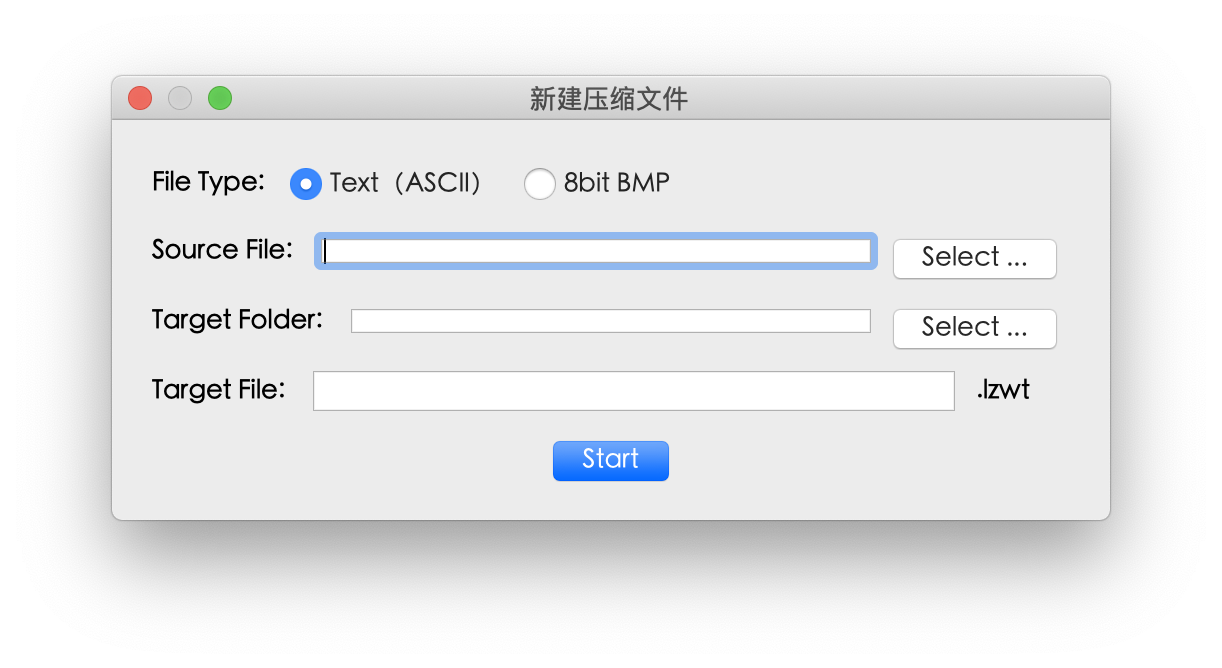 新建压缩文件
File Type: Text（ASCII） 8bit BMP
Source File: Select ...
Target Folder: Select ...
Target File: .lzwt
Start